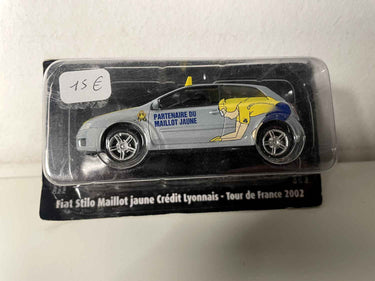 15 €
PARTENAIRE DU
MAILLOT JAUNE
Fiat Stilo Maillot jaune Crédit Lyonnais - Tour de France 2002